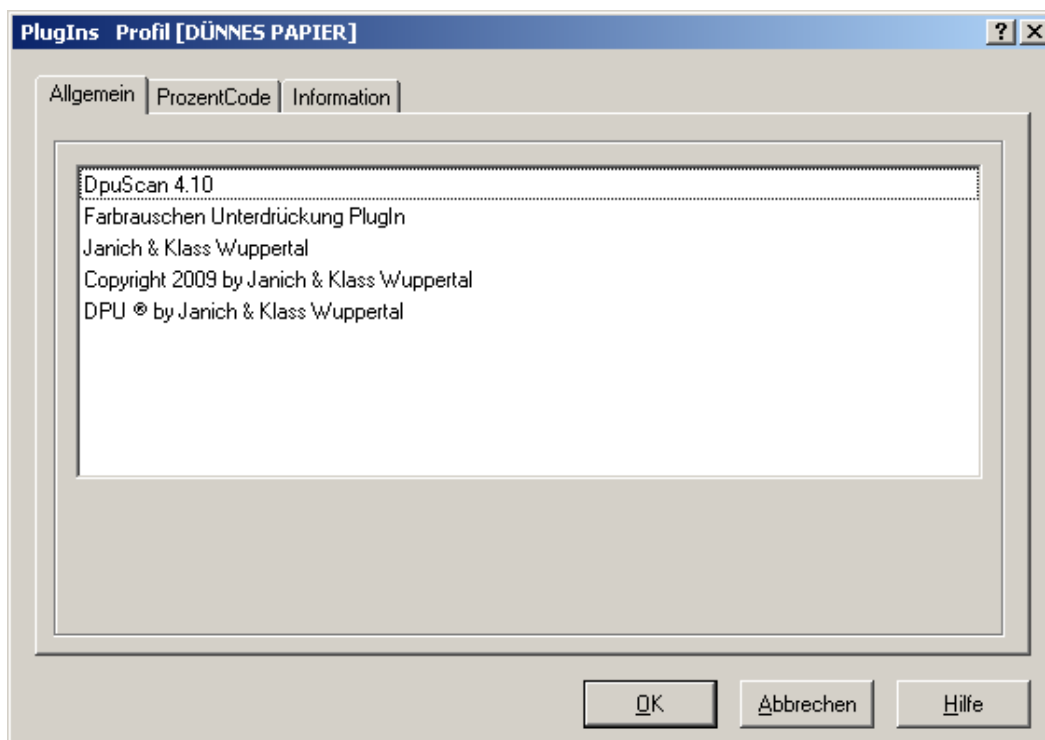 PlugIns Profil [DÜNNES PAPIER]
Allgemein ProzentCode Information
DpuScan 4.10
Farbrauschen Unterdrückung PlugIn
Janich & Klass Wuppertal
Copyright 2009 by Janich & Klass Wuppertal
DPU ® by Janich & Klass Wuppertal
OK Abbrechen Hilfe